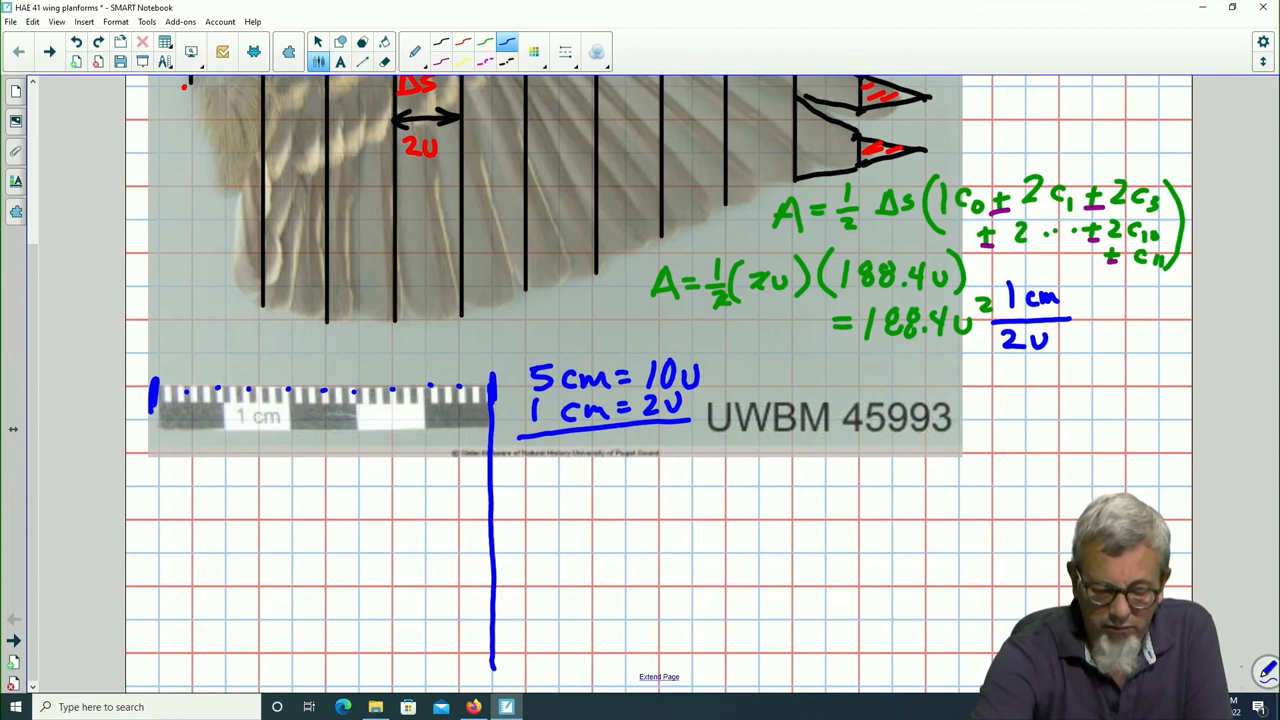 HAE 41 wing planforms * - SMART Notebook
File Edit View Insert Format Tools Add-ons Account Help
Δs
2u
A = 1/2 Δs (1c₀ + 2c₁ + 2c₃
+ 2 ... + 2c₁₀
+ c₁₁)
A = 1/2 (2u)(188.4u)
= 188.4u²
1 cm
2u
5 cm = 10u
1 cm = 2u
1 cm
UWBM 45993
Extend Page
Type here to search